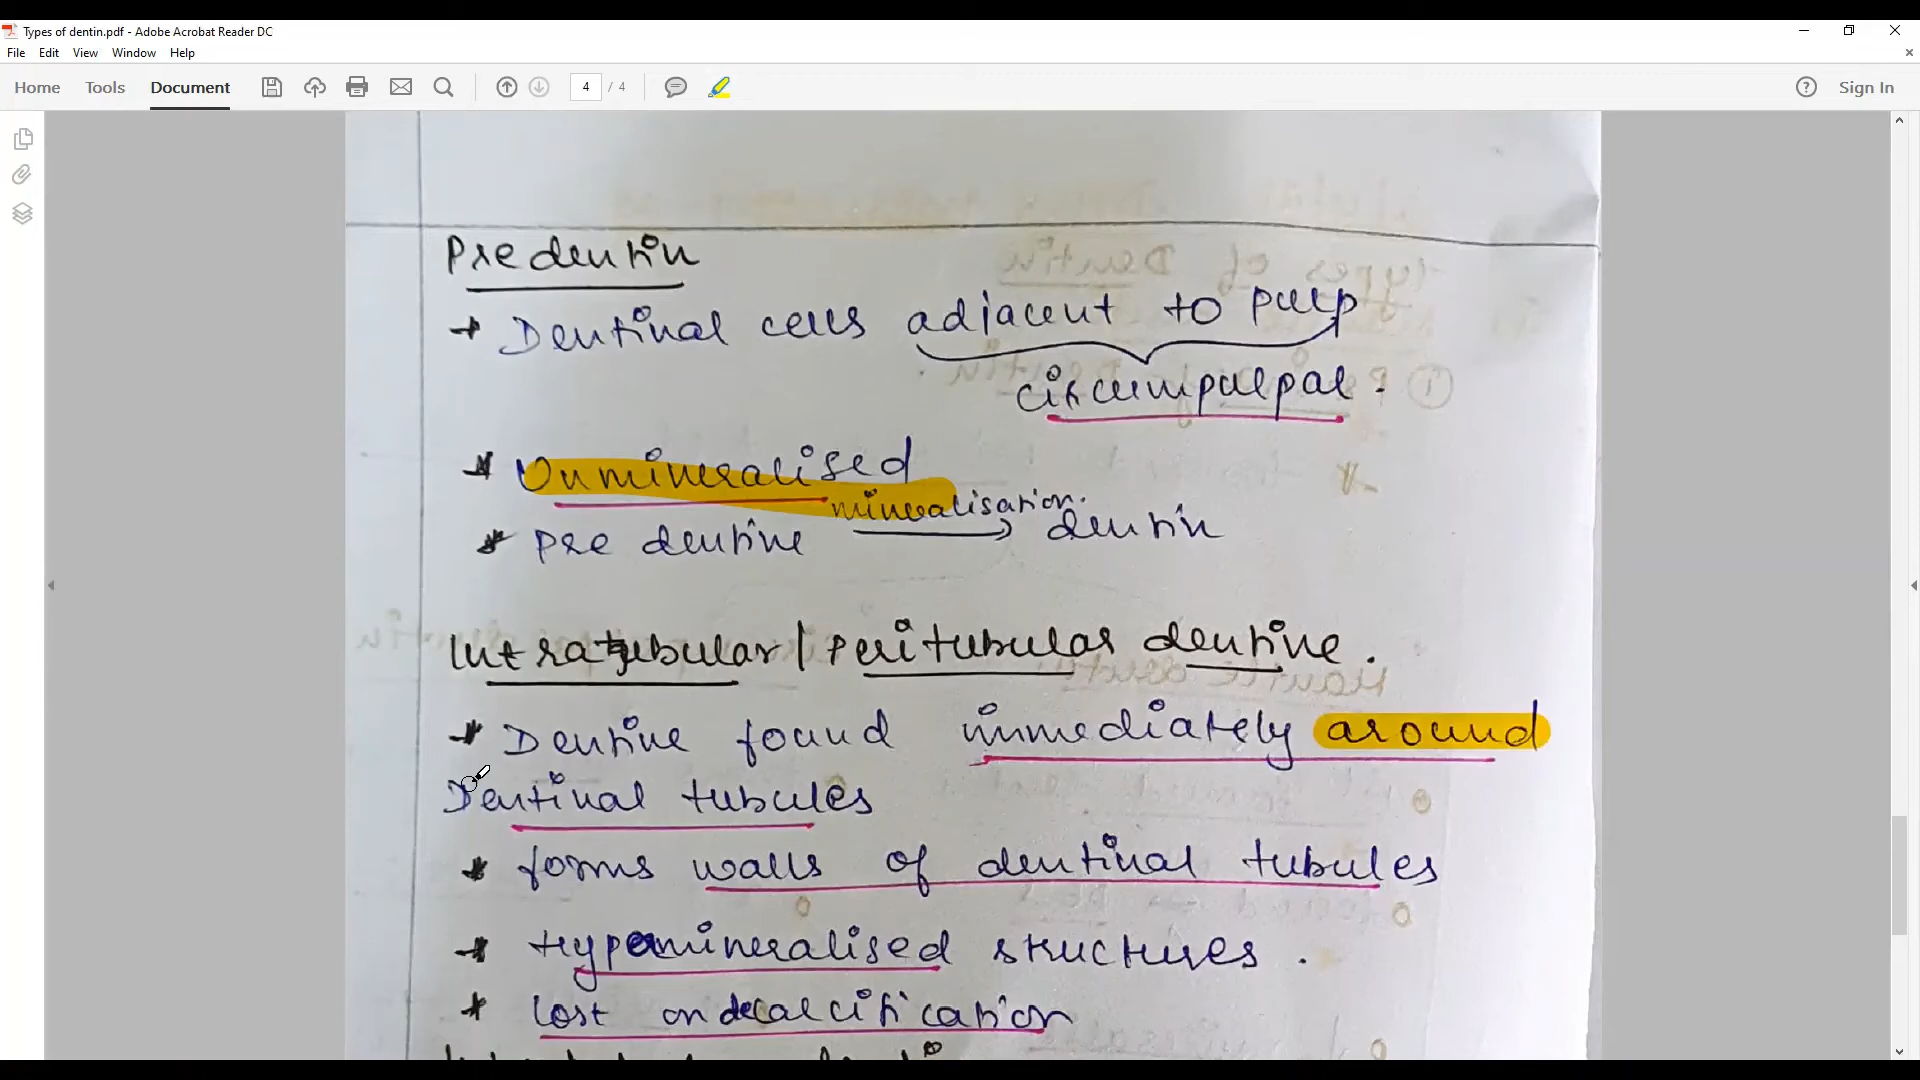 Types of dentin.pdf - Adobe Acrobat Reader DC
File Edit View Window Help
Home Tools Document 4 / 4 Sign In
Predentin
Dentinal cells adjacent to pulp
circumpulpal.
Unmineralised
mineralisation.
Pre dentine dentin
Intratubular / Peritubular dentine.
Dentine found immediately around
Dentinal tubules
forms walls of dentinal tubules
structures.
lost on decalcification